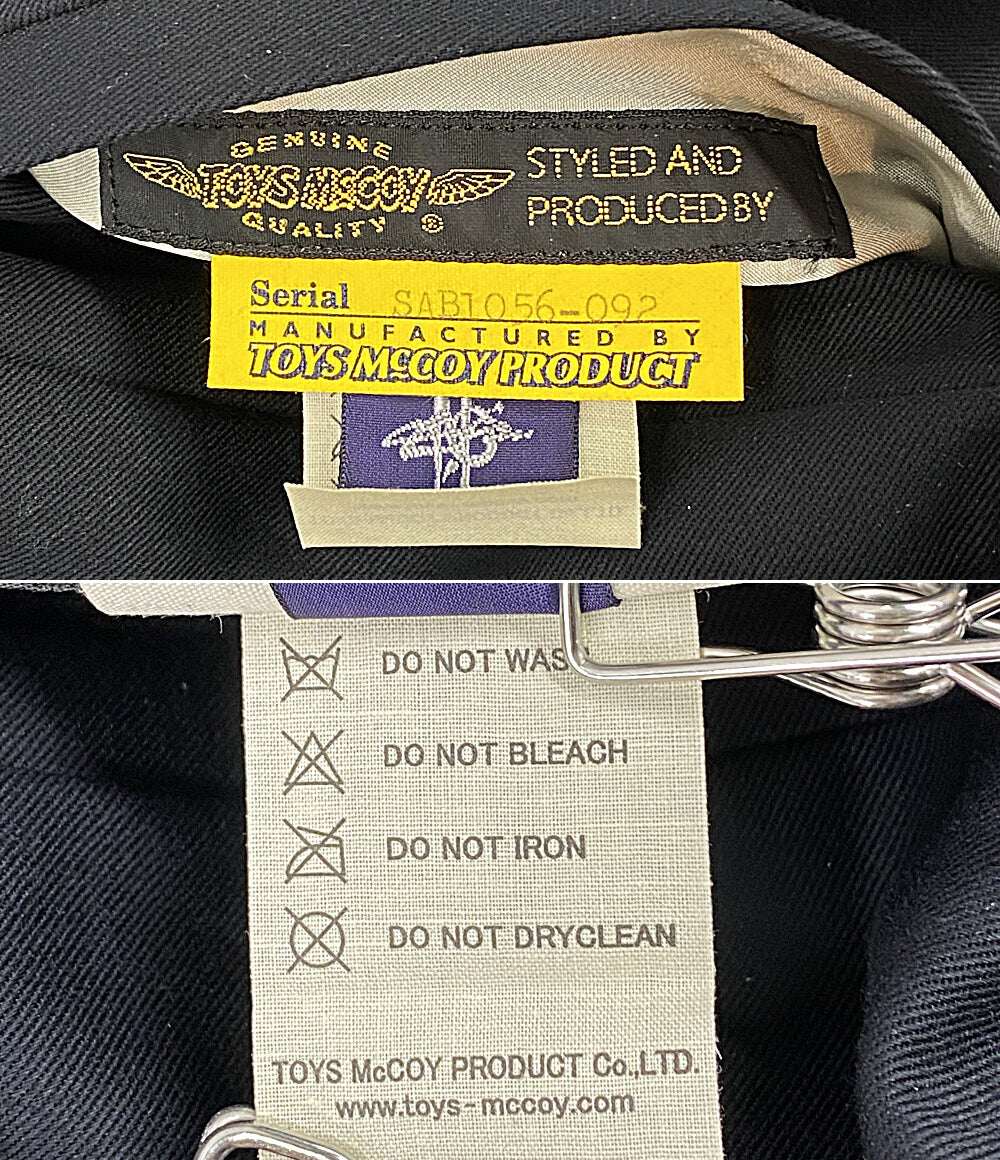 GENUINE
TOYS McCOY
QUALITY ®
STYLED AND
PRODUCED BY
Serial SAB1056-092
MANUFACTURED BY
TOYS McCOY PRODUCT
DO NOT WASH
DO NOT BLEACH
DO NOT IRON
DO NOT DRYCLEAN
TOYS McCOY PRODUCT Co.,LTD.
www.toys-mccoy.com